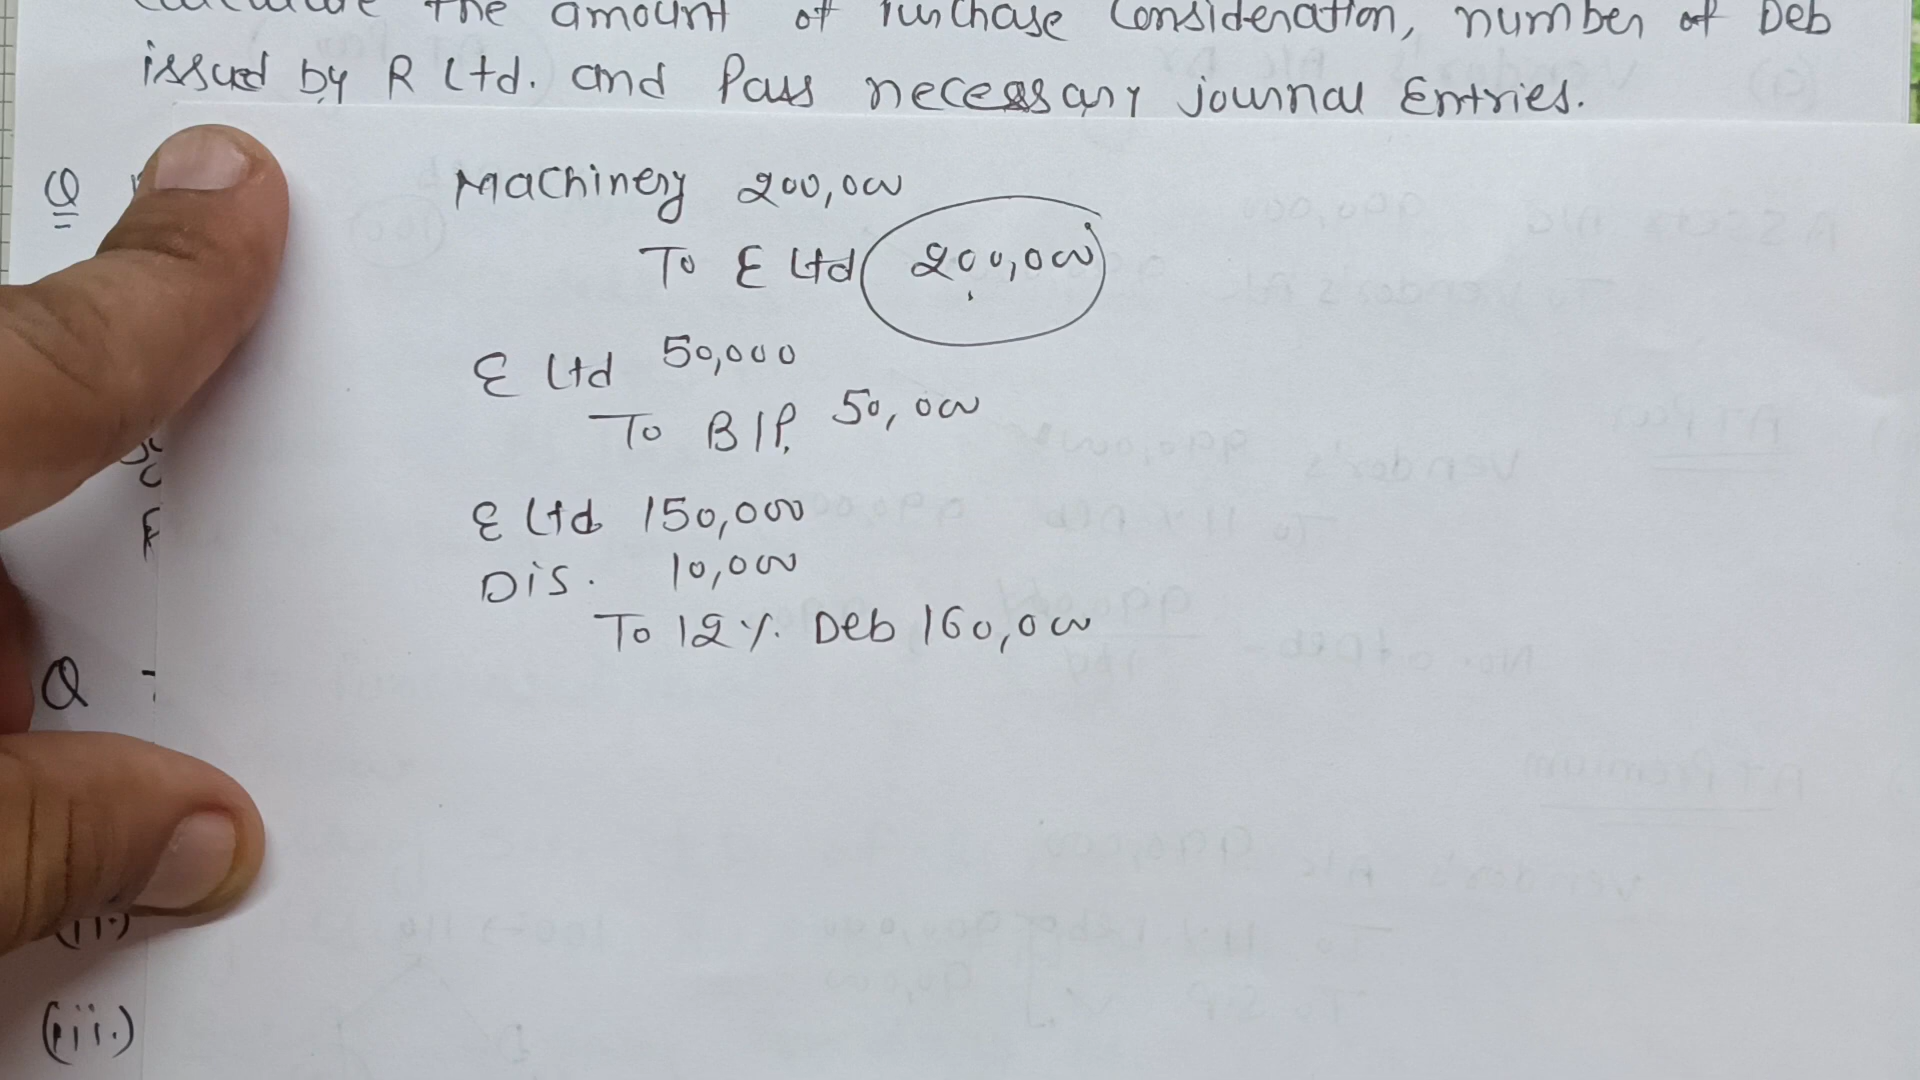 the amount of Purchase Consideration, number of Deb
issued by R Ltd. and Pass necessary journal Entries.
Q
Machinery 200,000
To E Ltd 200,000
E Ltd 50,000
To B/P. 50,000
E Ltd 150,000
Dis. 10,000
To 12%. Deb 160,000
Q
(ii.)
(iii.)